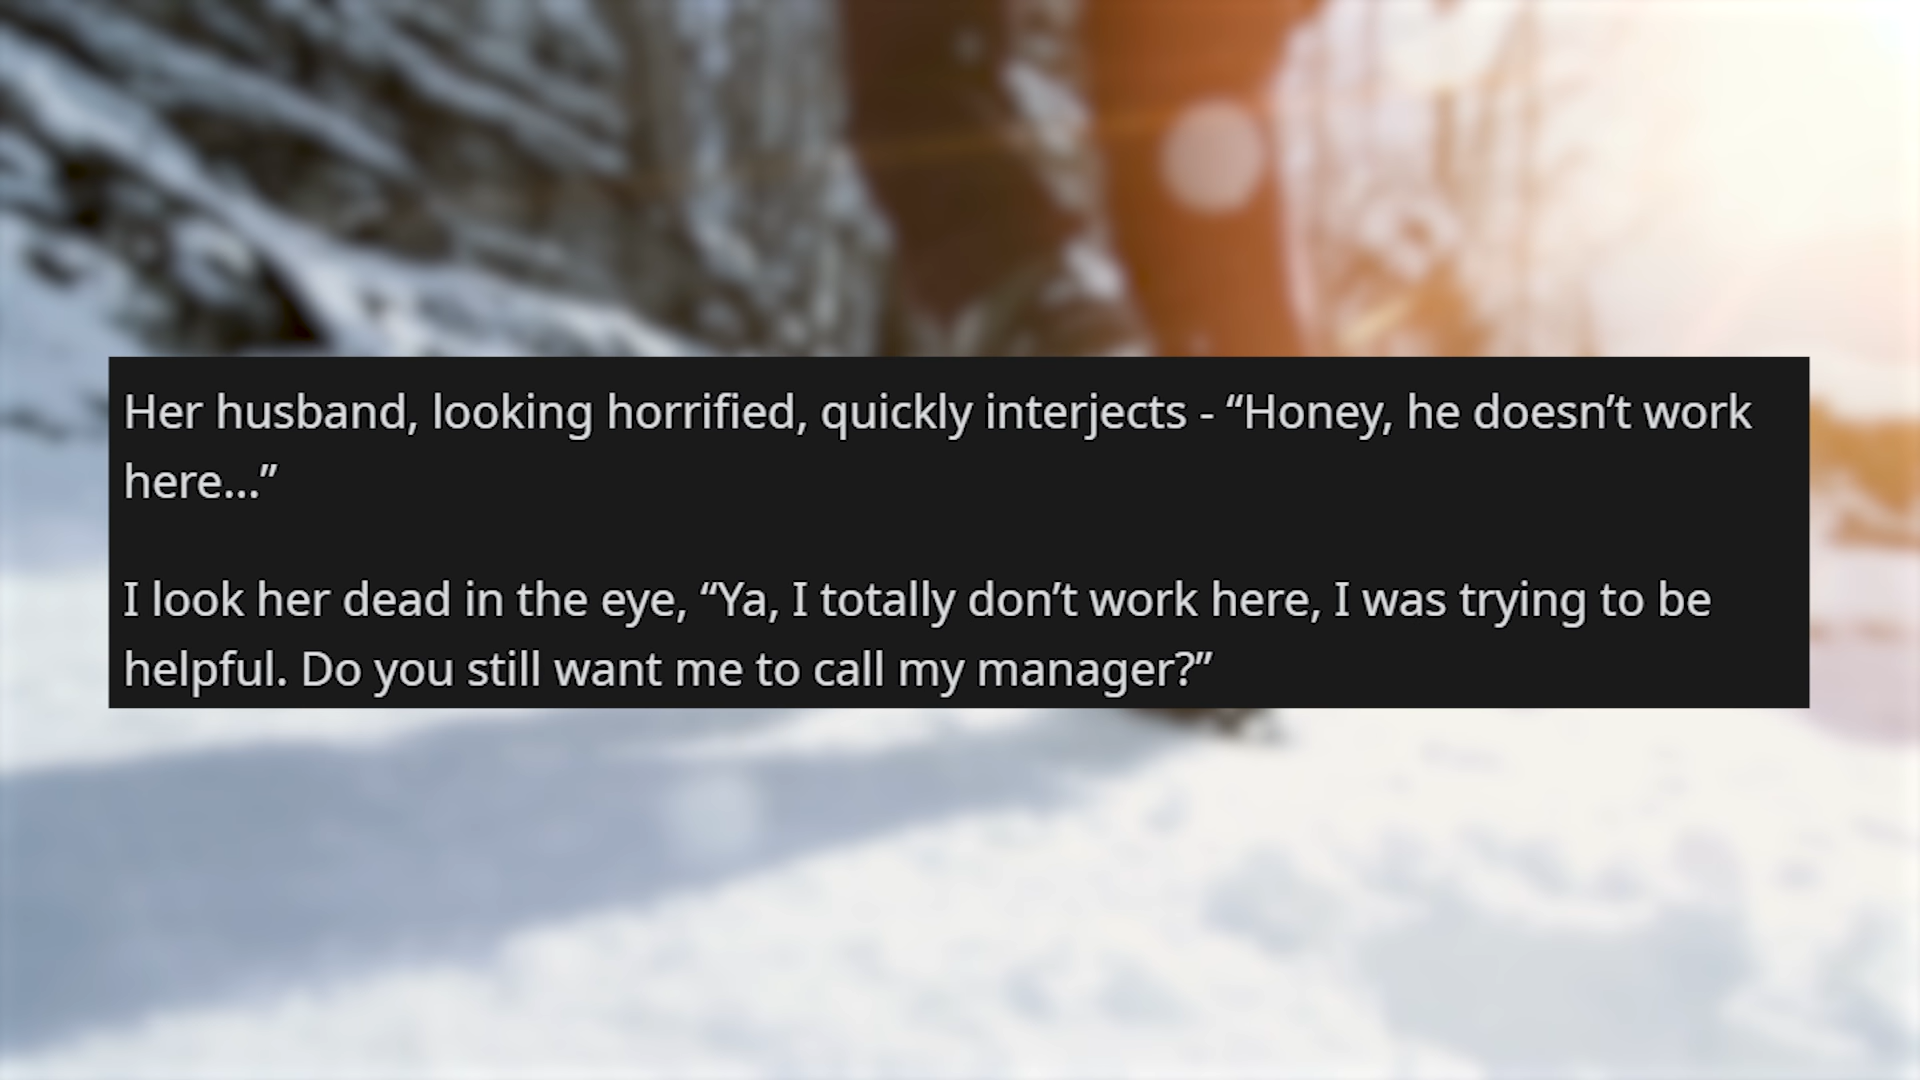 Her husband, looking horrified, quickly interjects - “Honey, he doesn’t work
here...”
I look her dead in the eye, “Ya, I totally don’t work here, I was trying to be
helpful. Do you still want me to call my manager?”